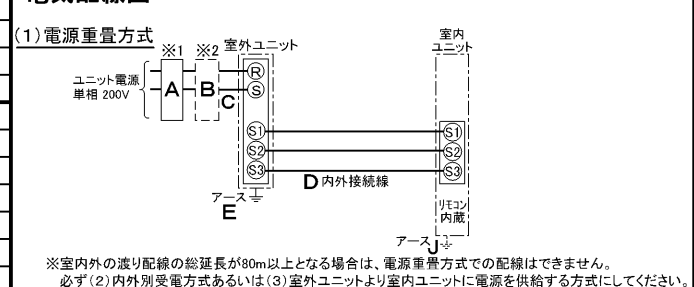 (1)電源重畳方式
※1 ※2 室外ユニット 室内
ユニット
ユニット電源
単相 200V
A B C
R
S
S1 S1
S2 S2
S3 S3
D 内外接続線
アース
E
リモコン
内蔵
アース J
※室内外の渡り配線の総延長が80m以上となる場合は、電源重畳方式での配線はできません。
必ず(2)内外別受電方式あるいは(3)室外ユニットより室内ユニットに電源を供給する方式にしてください。